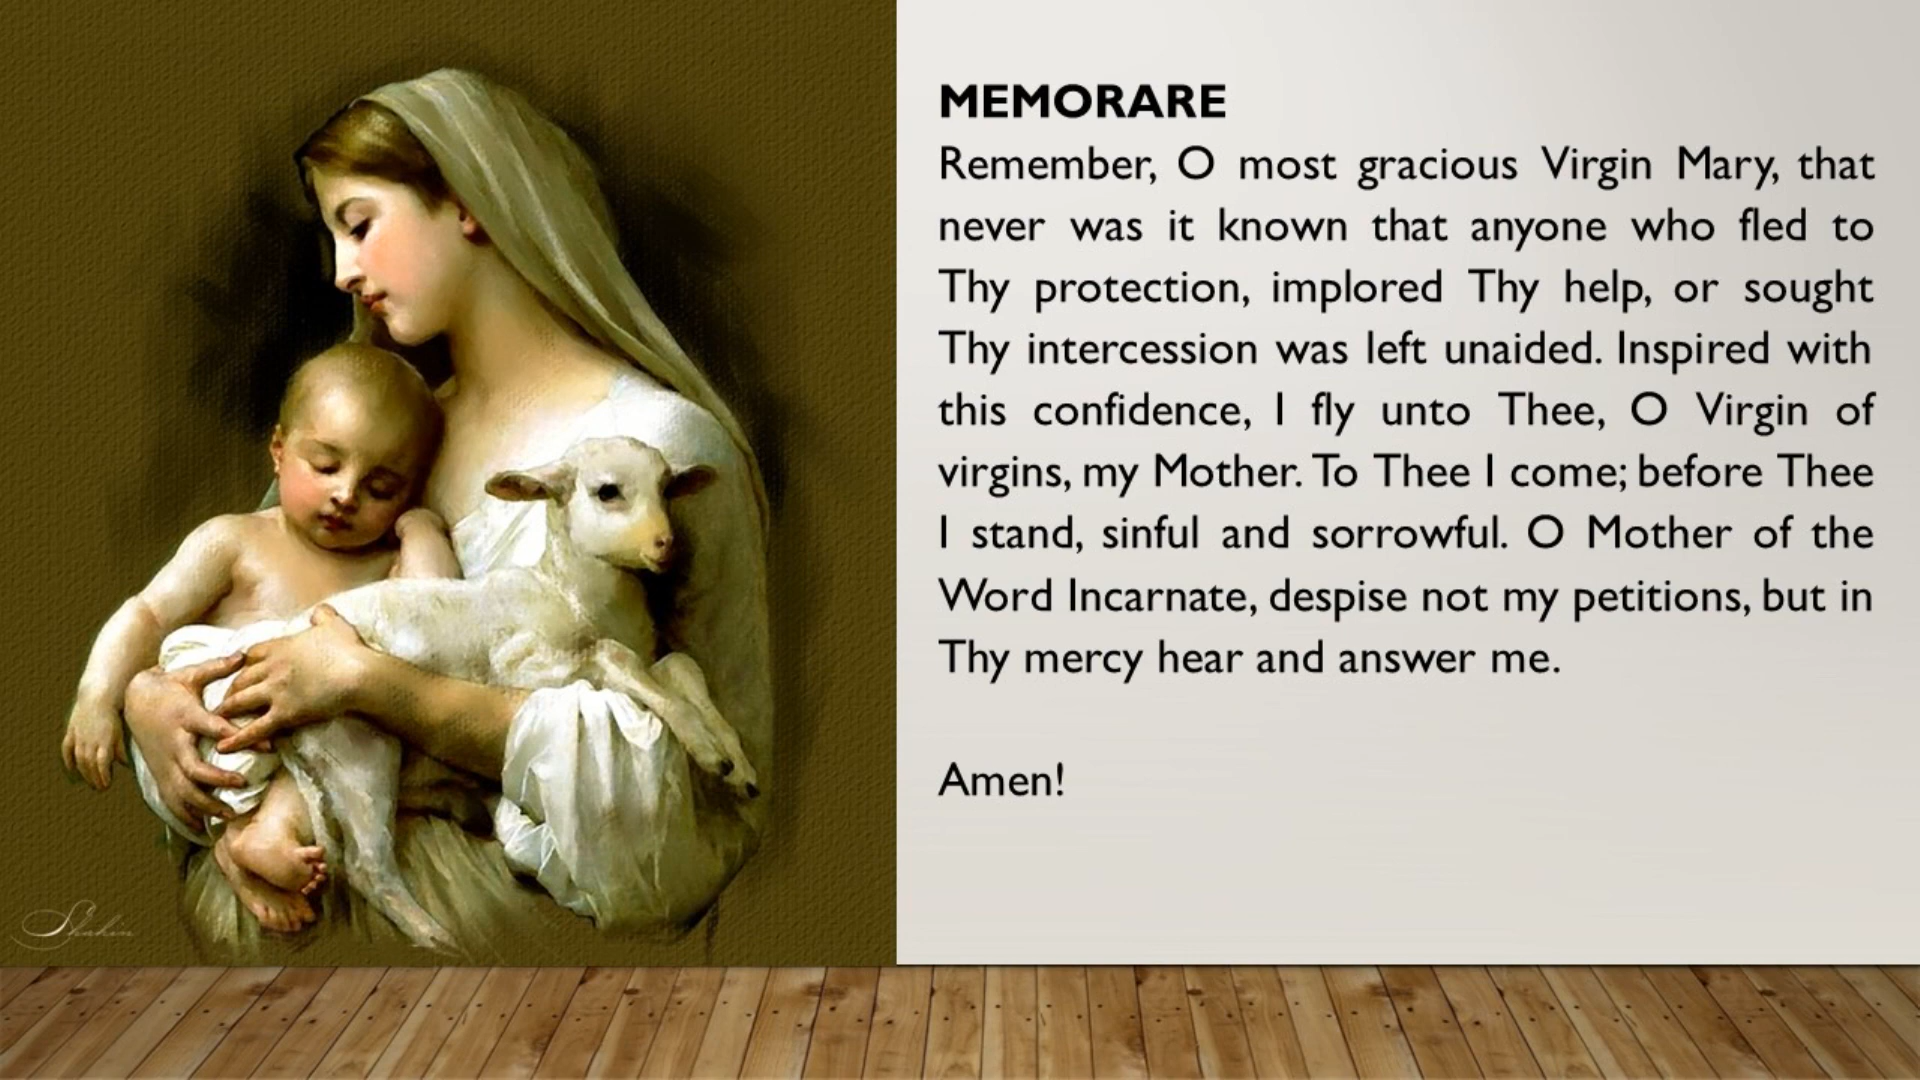 MEMORARE
Remember, O most gracious Virgin Mary, that
never was it known that anyone who fled to
Thy protection, implored Thy help, or sought
Thy intercession was left unaided. Inspired with
this confidence, I fly unto Thee, O Virgin of
virgins, my Mother. To Thee I come; before Thee
I stand, sinful and sorrowful. O Mother of the
Word Incarnate, despise not my petitions, but in
Thy mercy hear and answer me.
Amen!
Shahin